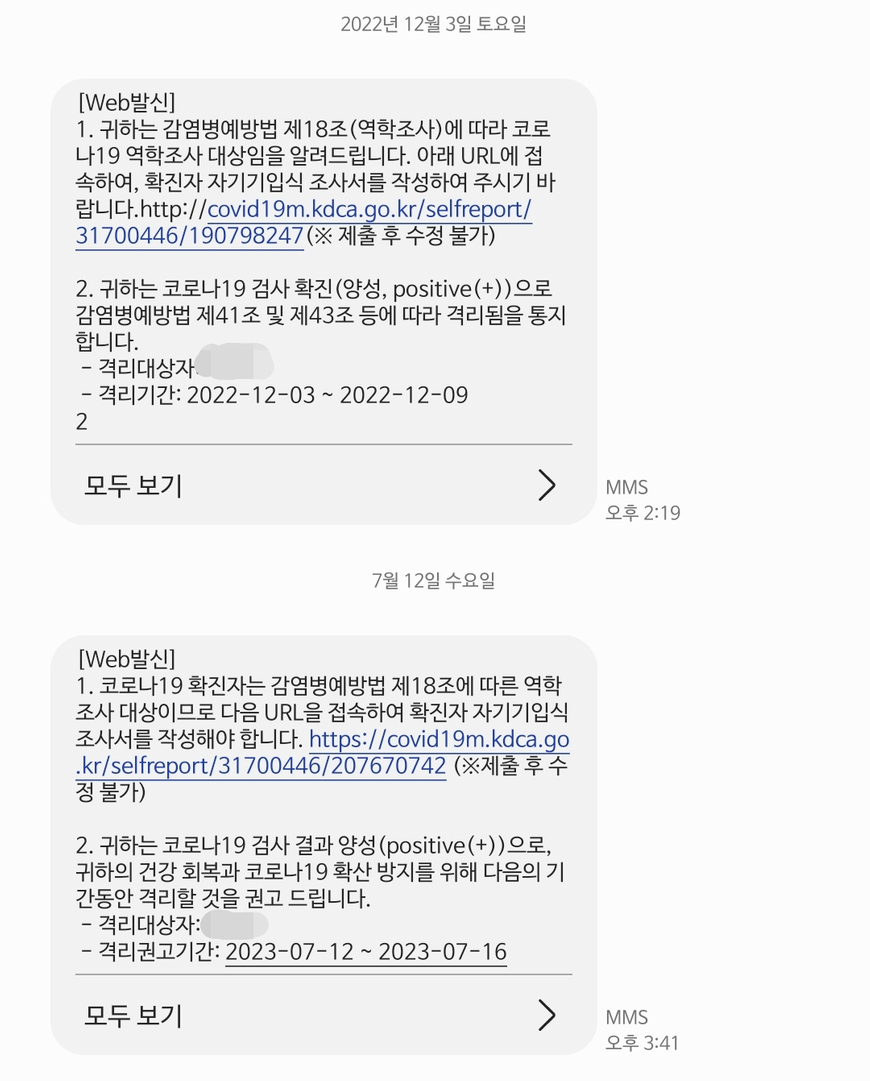 2022년 12월 3일 토요일
[Web발신]
1. 귀하는 감염병예방법 제18조(역학조사)에 따라 코로
나19 역학조사 대상임을 알려드립니다. 아래 URL에 접
속하여, 확진자 자기기입식 조사서를 작성하여 주시기 바
랍니다.http://covid19m.kdca.go.kr/selfreport/
31700446/190798247(※ 제출 후 수정 불가)
2. 귀하는 코로나19 검사 확진(양성, positive(+))으로
감염병예방법 제41조 및 제43조 등에 따라 격리됨을 통지
합니다.
- 격리대상자:
- 격리기간: 2022-12-03 ~ 2022-12-09
2
모두 보기
MMS
오후 2:19
7월 12일 수요일
[Web발신]
1. 코로나19 확진자는 감염병예방법 제18조에 따른 역학
조사 대상이므로 다음 URL을 접속하여 확진자 자기기입식
조사서를 작성해야 합니다. https://covid19m.kdca.go
.kr/selfreport/31700446/207670742 (※제출 후 수
정 불가)
2. 귀하는 코로나19 검사 결과 양성(positive(+))으로,
귀하의 건강 회복과 코로나19 확산 방지를 위해 다음의 기
간동안 격리할 것을 권고 드립니다.
- 격리대상자:
- 격리권고기간: 2023-07-12 ~ 2023-07-16
모두 보기
MMS
오후 3:41